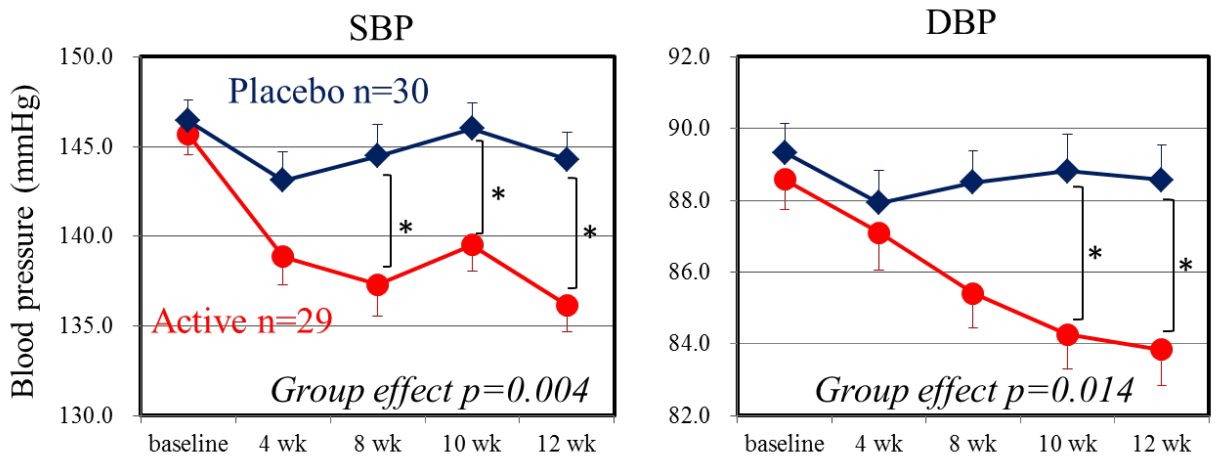 SBP
DBP
Blood pressure (mmHg)
150.0
145.0
140.0
135.0
130.0
Placebo n=30
Active n=29
*
*
*
Group effect p=0.004
baseline 4 wk 8 wk 10 wk 12 wk
92.0
90.0
88.0
86.0
84.0
82.0
*
*
Group effect p=0.014
baseline 4 wk 8 wk 10 wk 12 wk